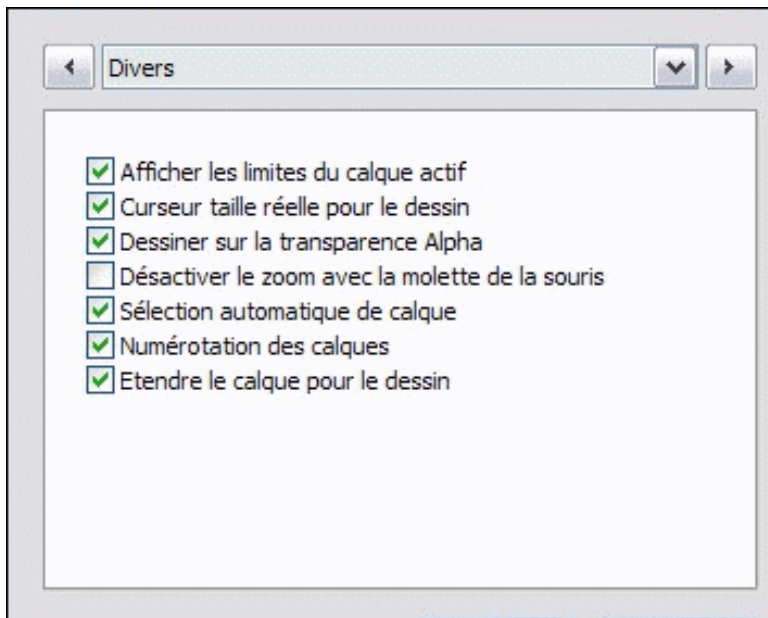 Divers
Afficher les limites du calque actif
Curseur taille réelle pour le dessin
Dessiner sur la transparence Alpha
Désactiver le zoom avec la molette de la souris
Sélection automatique de calque
Numérotation des calques
Etendre le calque pour le dessin